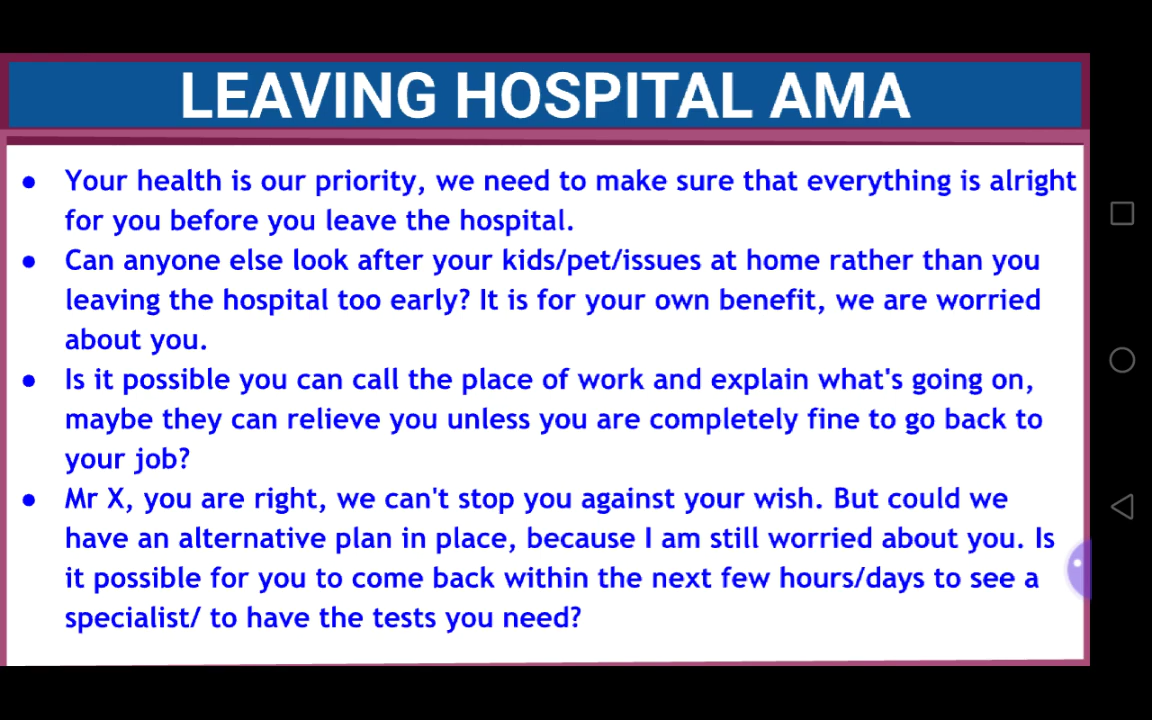 LEAVING HOSPITAL AMA
● Your health is our priority, we need to make sure that everything is alright
for you before you leave the hospital.
● Can anyone else look after your kids/pet/issues at home rather than you
leaving the hospital too early? It is for your own benefit, we are worried
about you.
● Is it possible you can call the place of work and explain what's going on,
maybe they can relieve you unless you are completely fine to go back to
your job?
● Mr X, you are right, we can't stop you against your wish. But could we
have an alternative plan in place, because I am still worried about you. Is
it possible for you to come back within the next few hours/days to see a
specialist/ to have the tests you need?